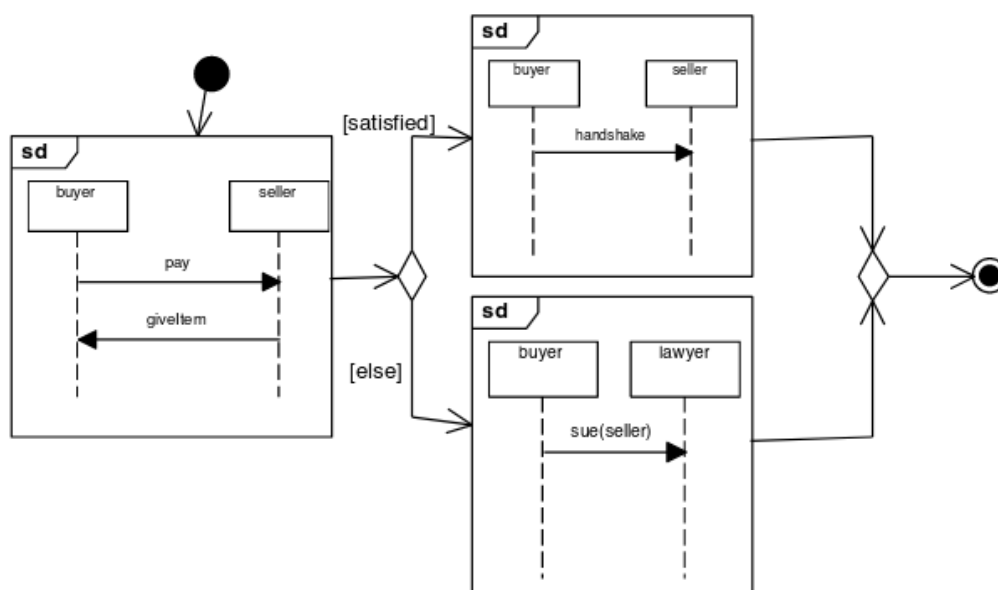 sd
buyer seller
pay
giveItem
[satisfied]
[else]
sd
buyer seller
handshake
sd
buyer lawyer
sue(seller)